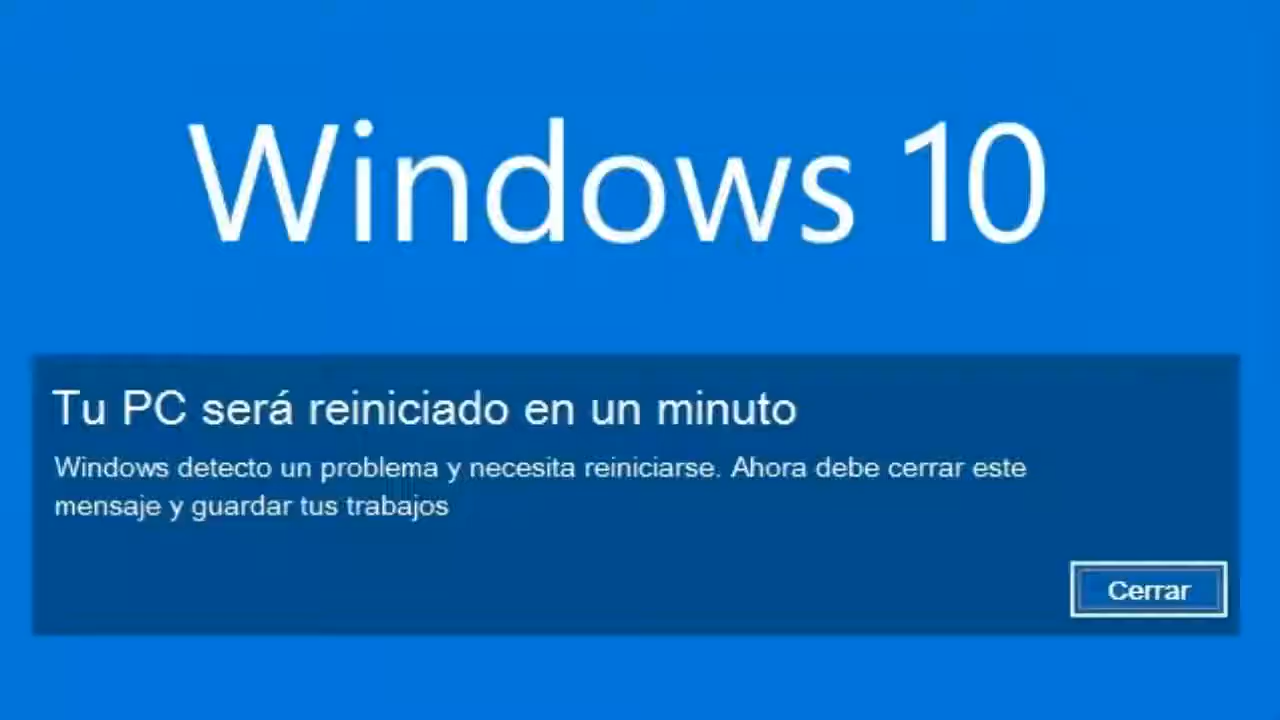 Windows 10
Tu PC será reiniciado en un minuto
Windows detecto un problema y necesita reiniciarse. Ahora debe cerrar este
mensaje y guardar tus trabajos
Cerrar